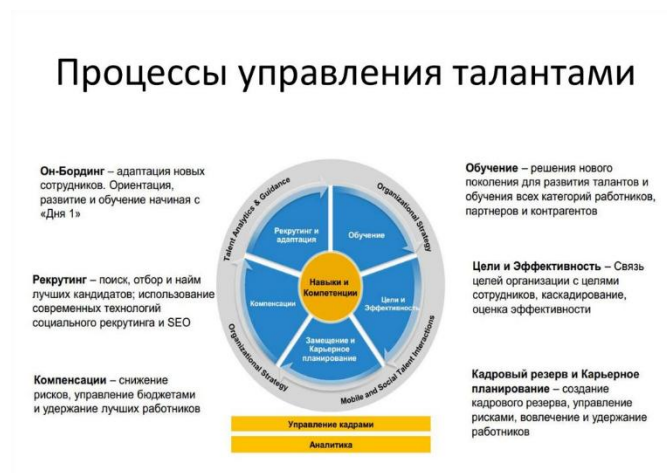 Процессы управления талантами
Он-Бординг – адаптация новых
сотрудников. Ориентация,
развитие и обучение начиная с
«Дня 1»
Рекрутинг – поиск, отбор и найм
лучших кандидатов; использование
современных технологий
социального рекрутинга и SEO
Компенсации – снижение
рисков, управление бюджетами
и удержание лучших работников
Talent Analytics & Guidance
Organizational Strategy
Mobile and Social Talent Interactions
Organizational Strategy
Рекрутинг и
адаптация
Обучение
Компенсации
Навыки и
Компетенции
Цели и
Эффективность
Замещение и
Карьерное
планирование
Управление кадрами
Аналитика
Обучение – решения нового
поколения для развития талантов и
обучения всех категорий работников,
партнеров и контрагентов
Цели и Эффективность – Связь
целей организации с целями
сотрудников, каскадирование,
оценка эффективности
Кадровый резерв и Карьерное
планирование – создание
кадрового резерва, управление
рисками, вовлечение и удержание
работников